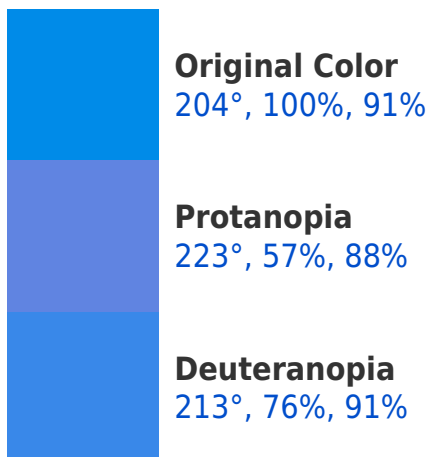 Original Color
204°, 100%, 91%
Protanopia
223°, 57%, 88%
Deuteranopia
213°, 76%, 91%